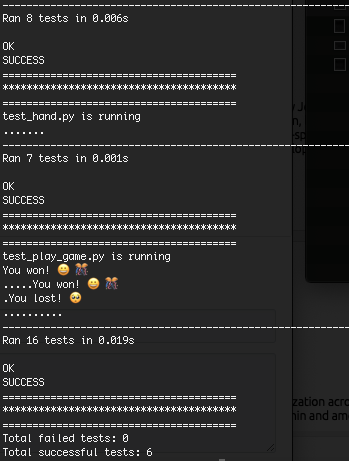 Ran 8 tests in 0.006s
OK
SUCCESS
=====================================
*************************************
=====================================
test_hand.py is running
.......
----------------------------------------------------------------------
Ran 7 tests in 0.001s
OK
SUCCESS
=====================================
*************************************
=====================================
test_play_game.py is running
You won! 😀 🎊
.....You won! 😀 🎊
.You lost! 🥺
..........
----------------------------------------------------------------------
Ran 16 tests in 0.019s
OK
SUCCESS
=====================================
*************************************
=====================================
Total failed tests: 0
Total successful tests: 6